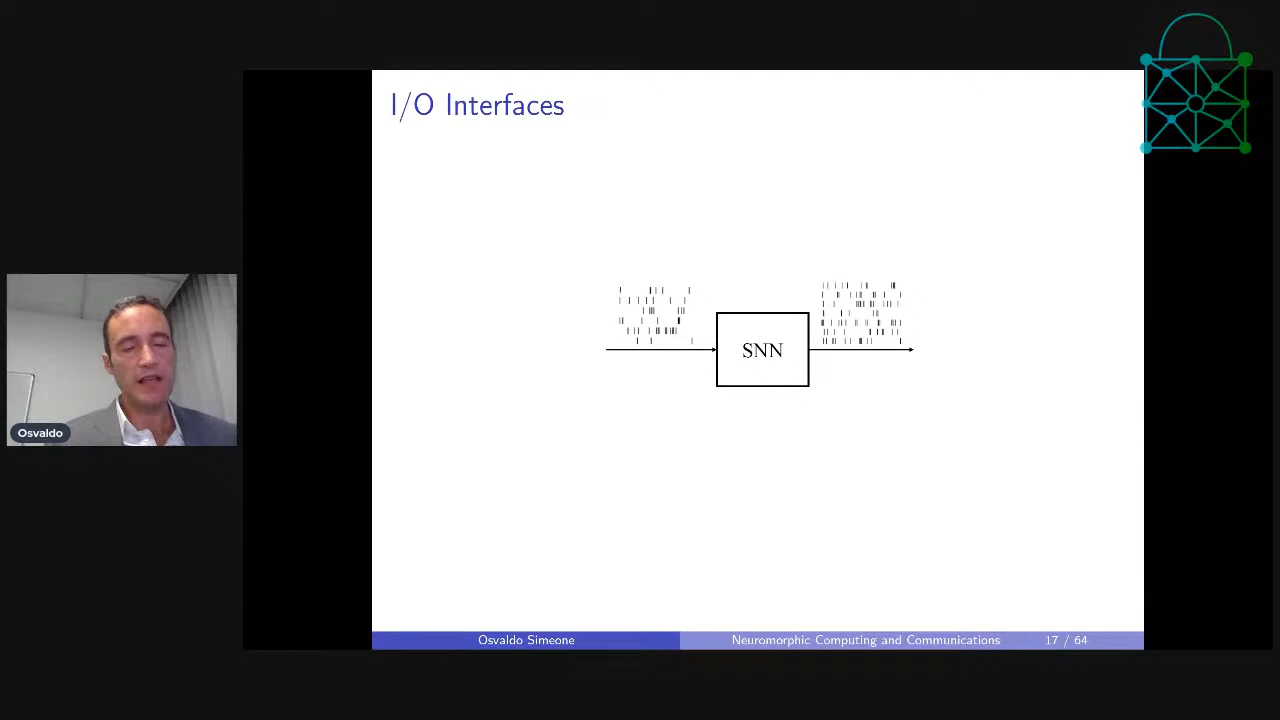 I/O Interfaces
SNN
Osvaldo
Osvaldo Simeone
Neuromorphic Computing and Communications
17 / 64